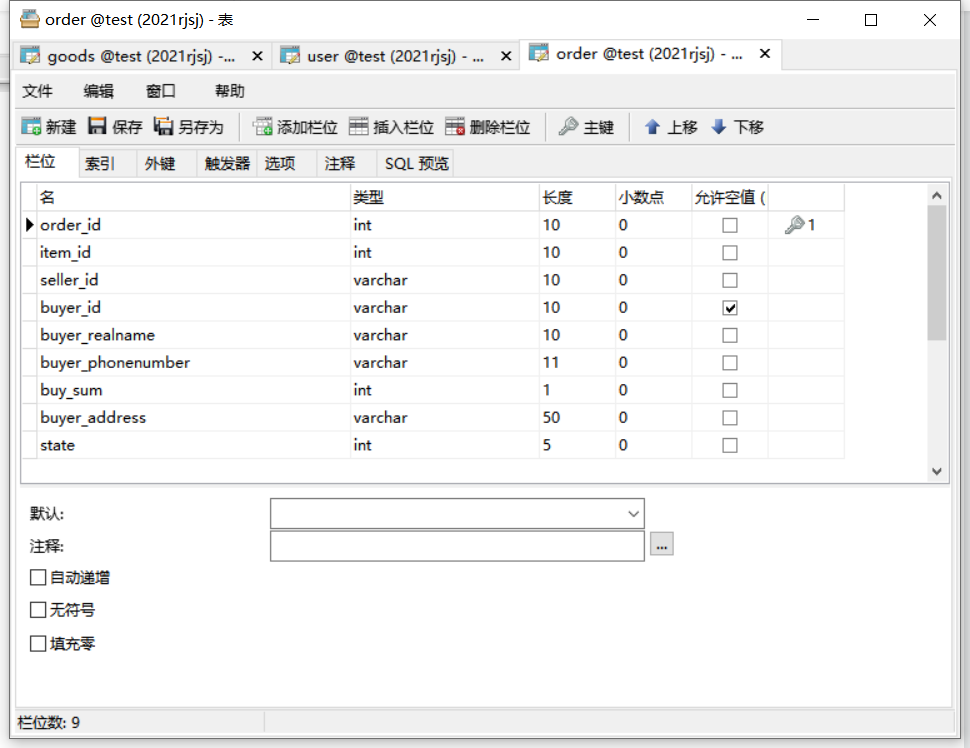 order @test (2021rjsj) - 表
goods @test (2021rjsj) -... user @test (2021rjsj) - ... order @test (2021rjsj) - ...
文件 编辑 窗口 帮助
新建 保存 另存为 添加栏位 插入栏位 删除栏位 主键 上移 下移
栏位 索引 外键 触发器 选项 注释 SQL 预览
名 类型 长度 小数点 允许空值 (
order_id int 10 0 1
item_id int 10 0
seller_id varchar 10 0
buyer_id varchar 10 0
buyer_realname varchar 10 0
buyer_phonenumber varchar 11 0
buy_sum int 1 0
buyer_address varchar 50 0
state int 5 0
默认:
注释: ...
自动递增
无符号
填充零
栏位数: 9